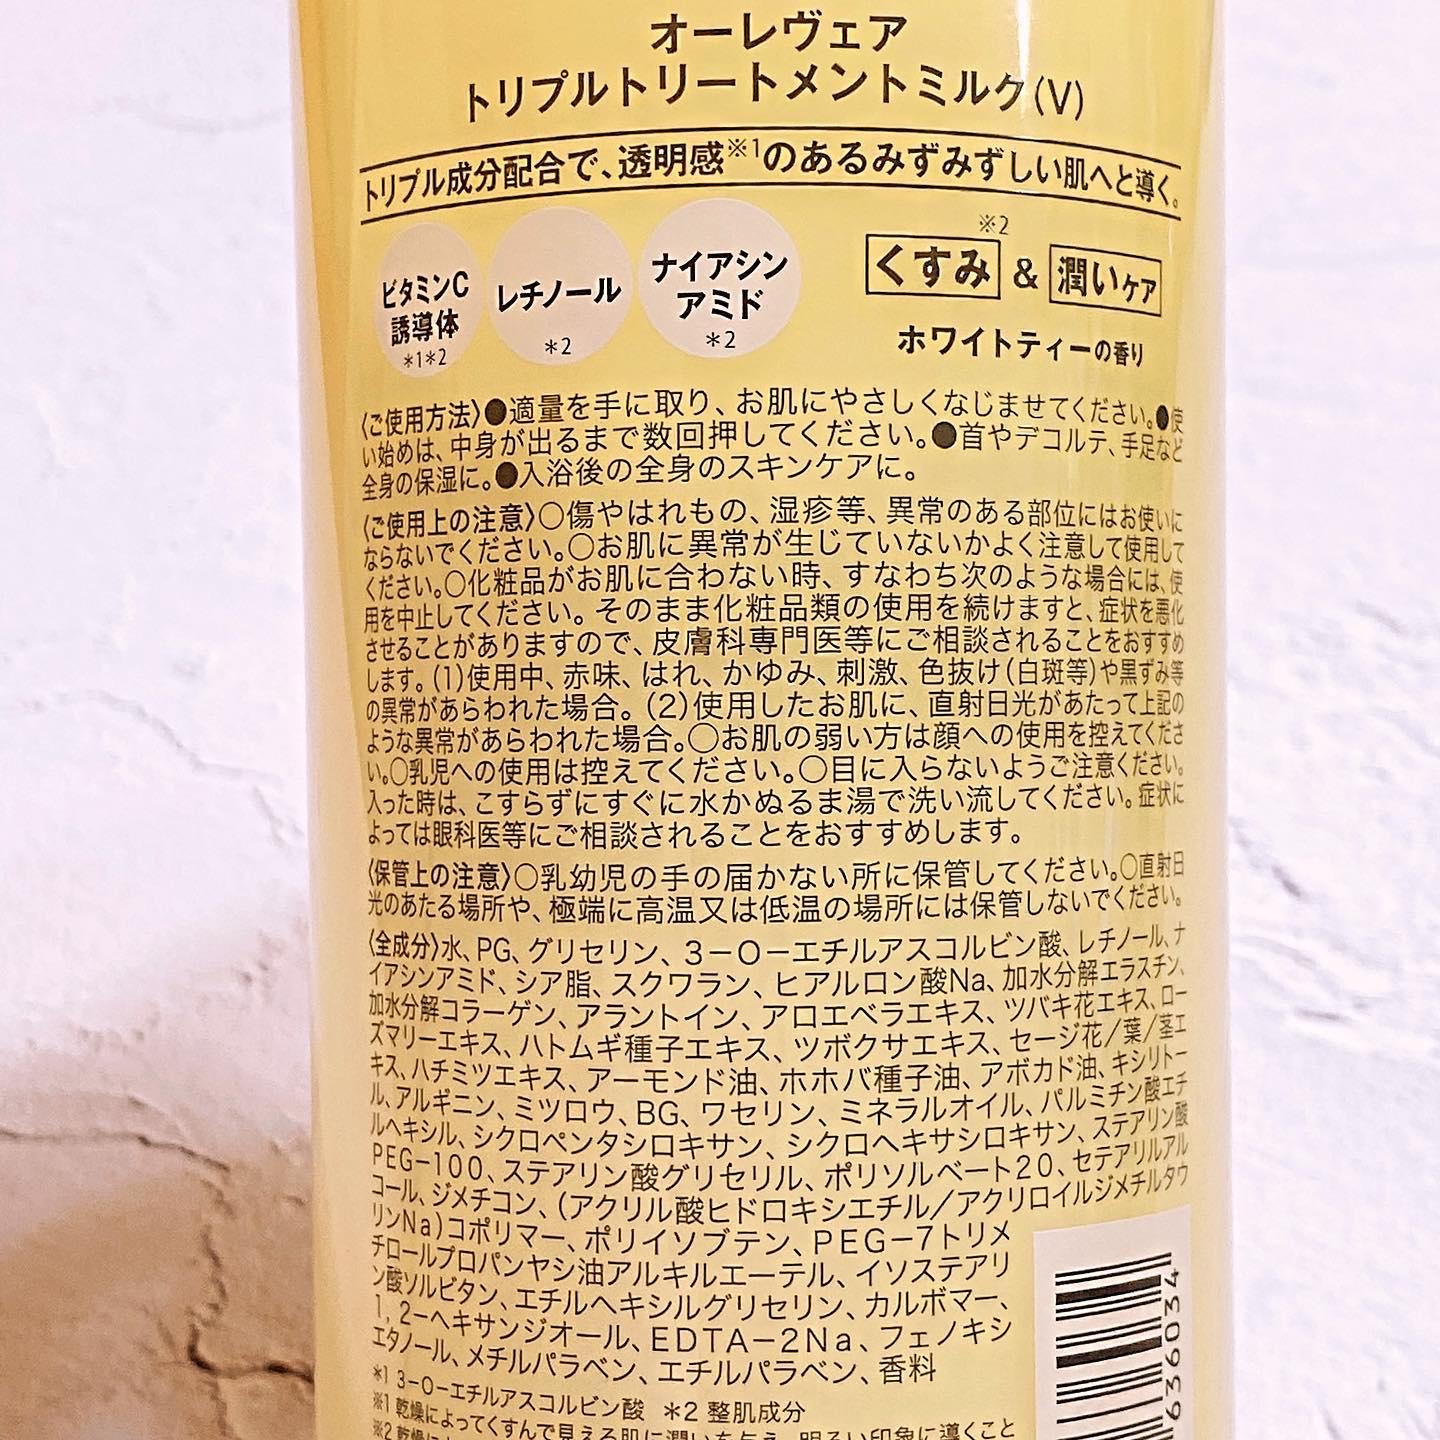 オーレヴェア
トリプルトリートメントミルク(V)
トリプル成分配合で、透明感※1のあるみずみずしい肌へと導く。
ビタミンC
誘導体
*1*2
レチノール
*2
ナイアシン
アミド
*2
※2
くすみ & 潤いケア
ホワイトティーの香り
〈ご使用方法〉●適量を手に取り、お肌にやさしくなじませてください。●使
い始めは、中身が出るまで数回押してください。●首やデコルテ、手足など
全身の保湿に。●入浴後の全身のスキンケアに。
〈ご使用上の注意〉○傷やはれもの、湿疹等、異常のある部位にはお使いに
ならないでください。○お肌に異常が生じていないかよく注意して使用して
ください。○化粧品がお肌に合わない時、すなわち次のような場合には、使
用を中止してください。そのまま化粧品類の使用を続けますと、症状を悪化
させることがありますので、皮膚科専門医等にご相談されることをおすすめ
します。(1)使用中、赤味、はれ、かゆみ、刺激、色抜け(白斑等)や黒ずみ等
の異常があらわれた場合。(2)使用したお肌に、直射日光があたって上記の
ような異常があらわれた場合。○お肌の弱い方は顔への使用を控えてくださ
い。○乳児への使用は控えてください。○目に入らないようご注意ください。
入った時は、こすらずにすぐに水かぬるま湯で洗い流してください。症状に
よっては眼科医等にご相談されることをおすすめします。
〈保管上の注意〉○乳幼児の手の届かない所に保管してください。○直射日
光のあたる場所や、極端に高温又は低温の場所には保管しないでください。
〈全成分〉水、PG、グリセリン、3-O-エチルアスコルビン酸、レチノール、ナ
イアシンアミド、シア脂、スクワラン、ヒアルロン酸Na、加水分解エラスチン、
加水分解コラーゲン、アラントイン、アロエベラエキス、ツバキ花エキス、ロー
ズマリーエキス、ハトムギ種子エキス、ツボクサエキス、セージ花/葉/茎エ
キス、ハチミツエキス、アーモンド油、ホホバ種子油、アボカド油、キシリトー
ル、アルギニン、ミツロウ、BG、ワセリン、ミネラルオイル、パルミチン酸エチ
ルヘキシル、シクロペンタシロキサン、シクロヘキサシロキサン、ステアリン酸
PEG-100、ステアリン酸グリセリル、ポリソルベート20、セテアリルアル
コール、ジメチコン、(アクリル酸ヒドロキシエチル/アクリロイルジメチルタウ
リンNa)コポリマー、ポリイソブテン、PEG-7トリメ
チロールプロパンヤシ油アルキルエーテル、イソステアリ
ン酸ソルビタン、エチルヘキシルグリセリン、カルボマー、
1,2-ヘキサンジオール、EDTA-2Na、フェノキシ
エタノール、メチルパラベン、エチルパラベン、香料
*1 3-O-エチルアスコルビン酸 *2 整肌成分
※1 乾燥によってくすんで見える肌に潤いを与え、明るい印象に導くこと
※2 乾燥に
636034